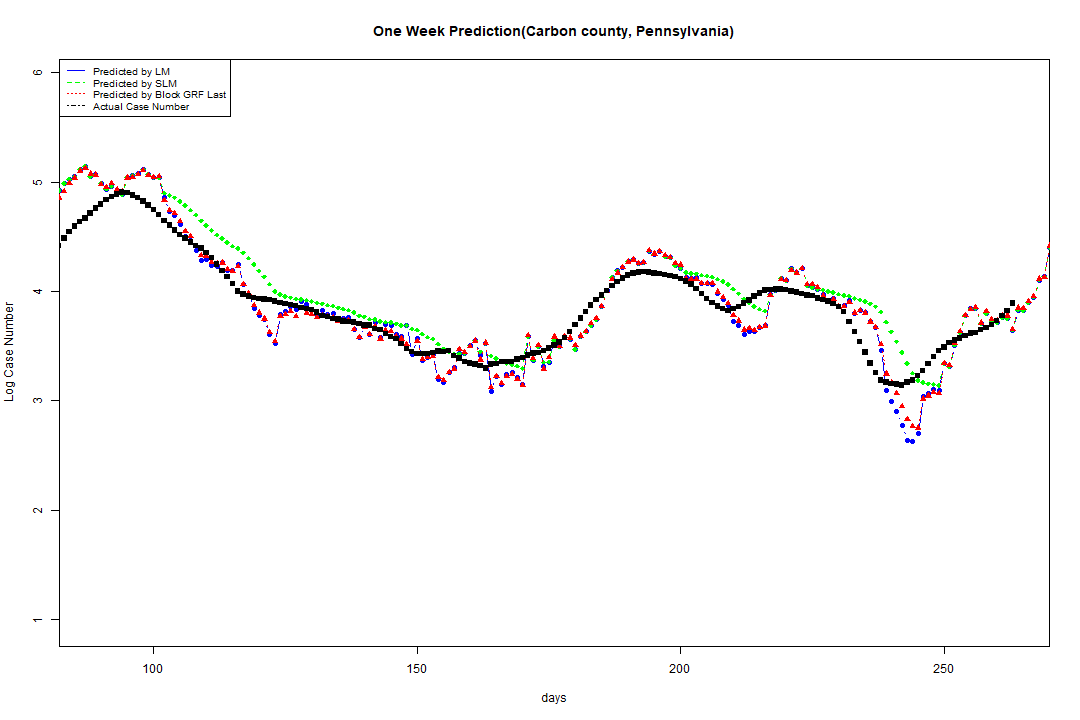 One Week Prediction(Carbon county, Pennsylvania)
Predicted by LM
Predicted by SLM
Predicted by Block GRF Last
Actual Case Number
6
5
4
3
2
1
Log Case Number
100 150 200 250
days